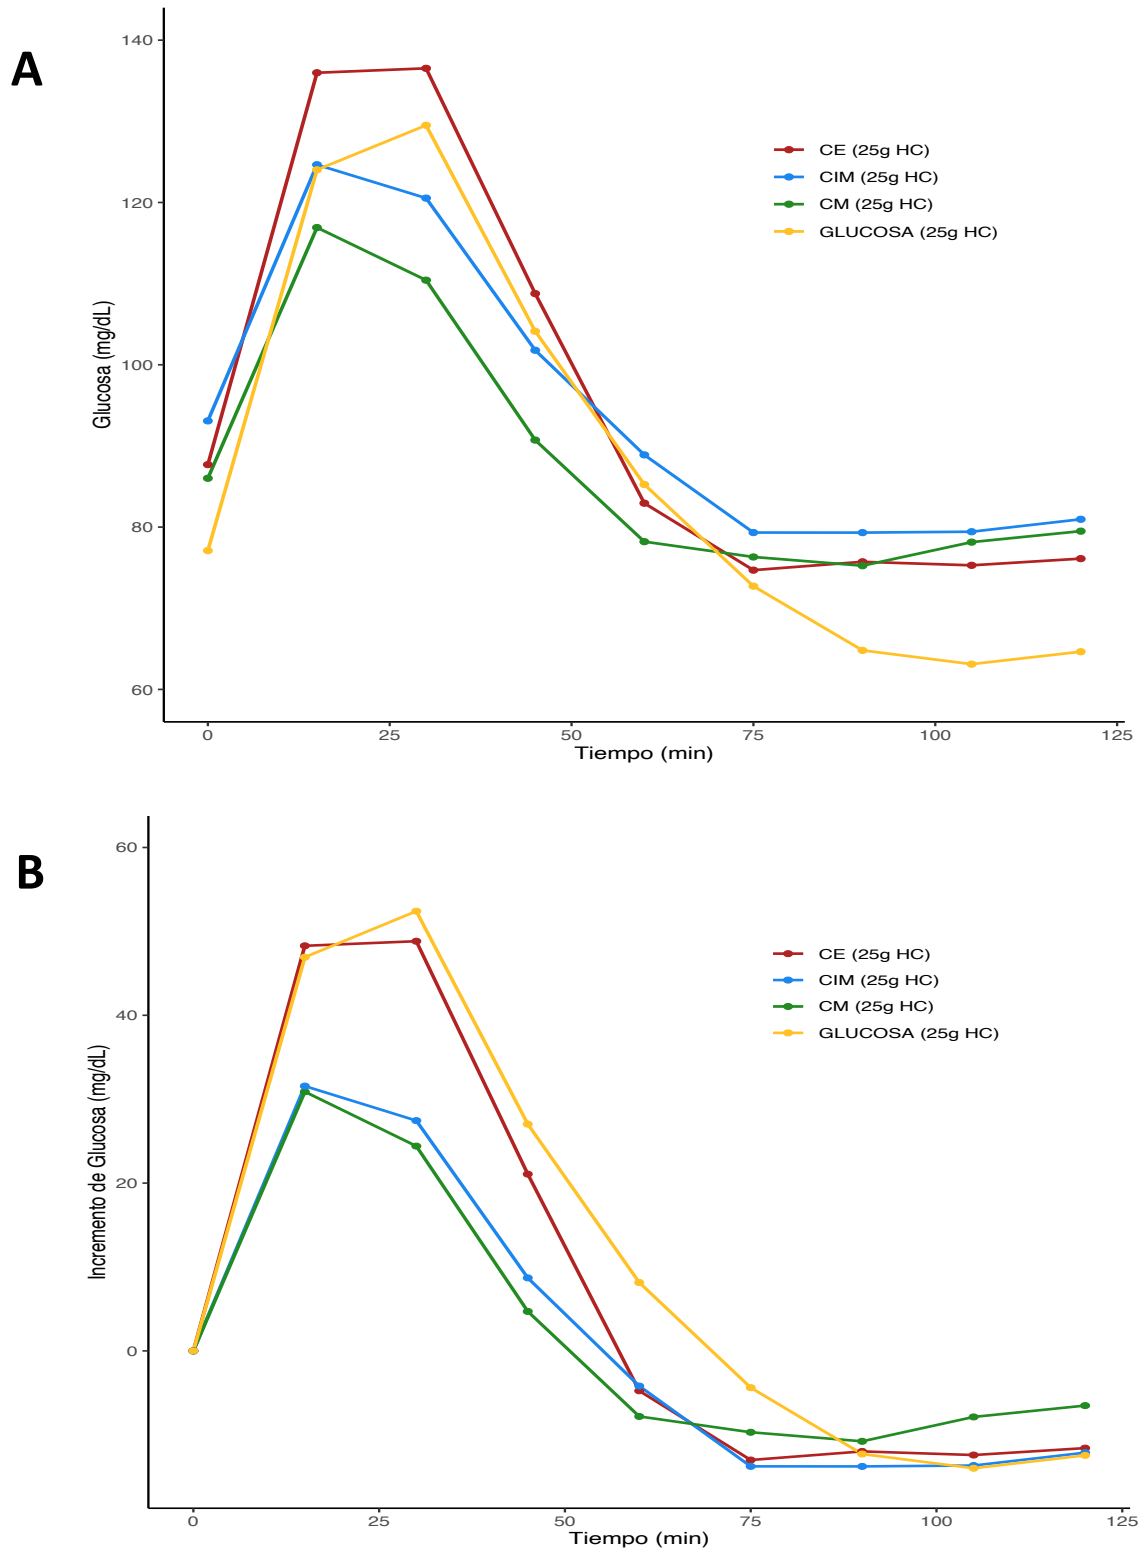 A
140
120
100
80
60
Glucosa (mg/dL)
CE (25g HC)
CIM (25g HC)
CM (25g HC)
GLUCOSA (25g HC)
0 25 50 75 100 125
Tiempo (min)
B
60
40
20
0
Incremento de Glucosa (mg/dL)
CE (25g HC)
CIM (25g HC)
CM (25g HC)
GLUCOSA (25g HC)
0 25 50 75 100 125
Tiempo (min)